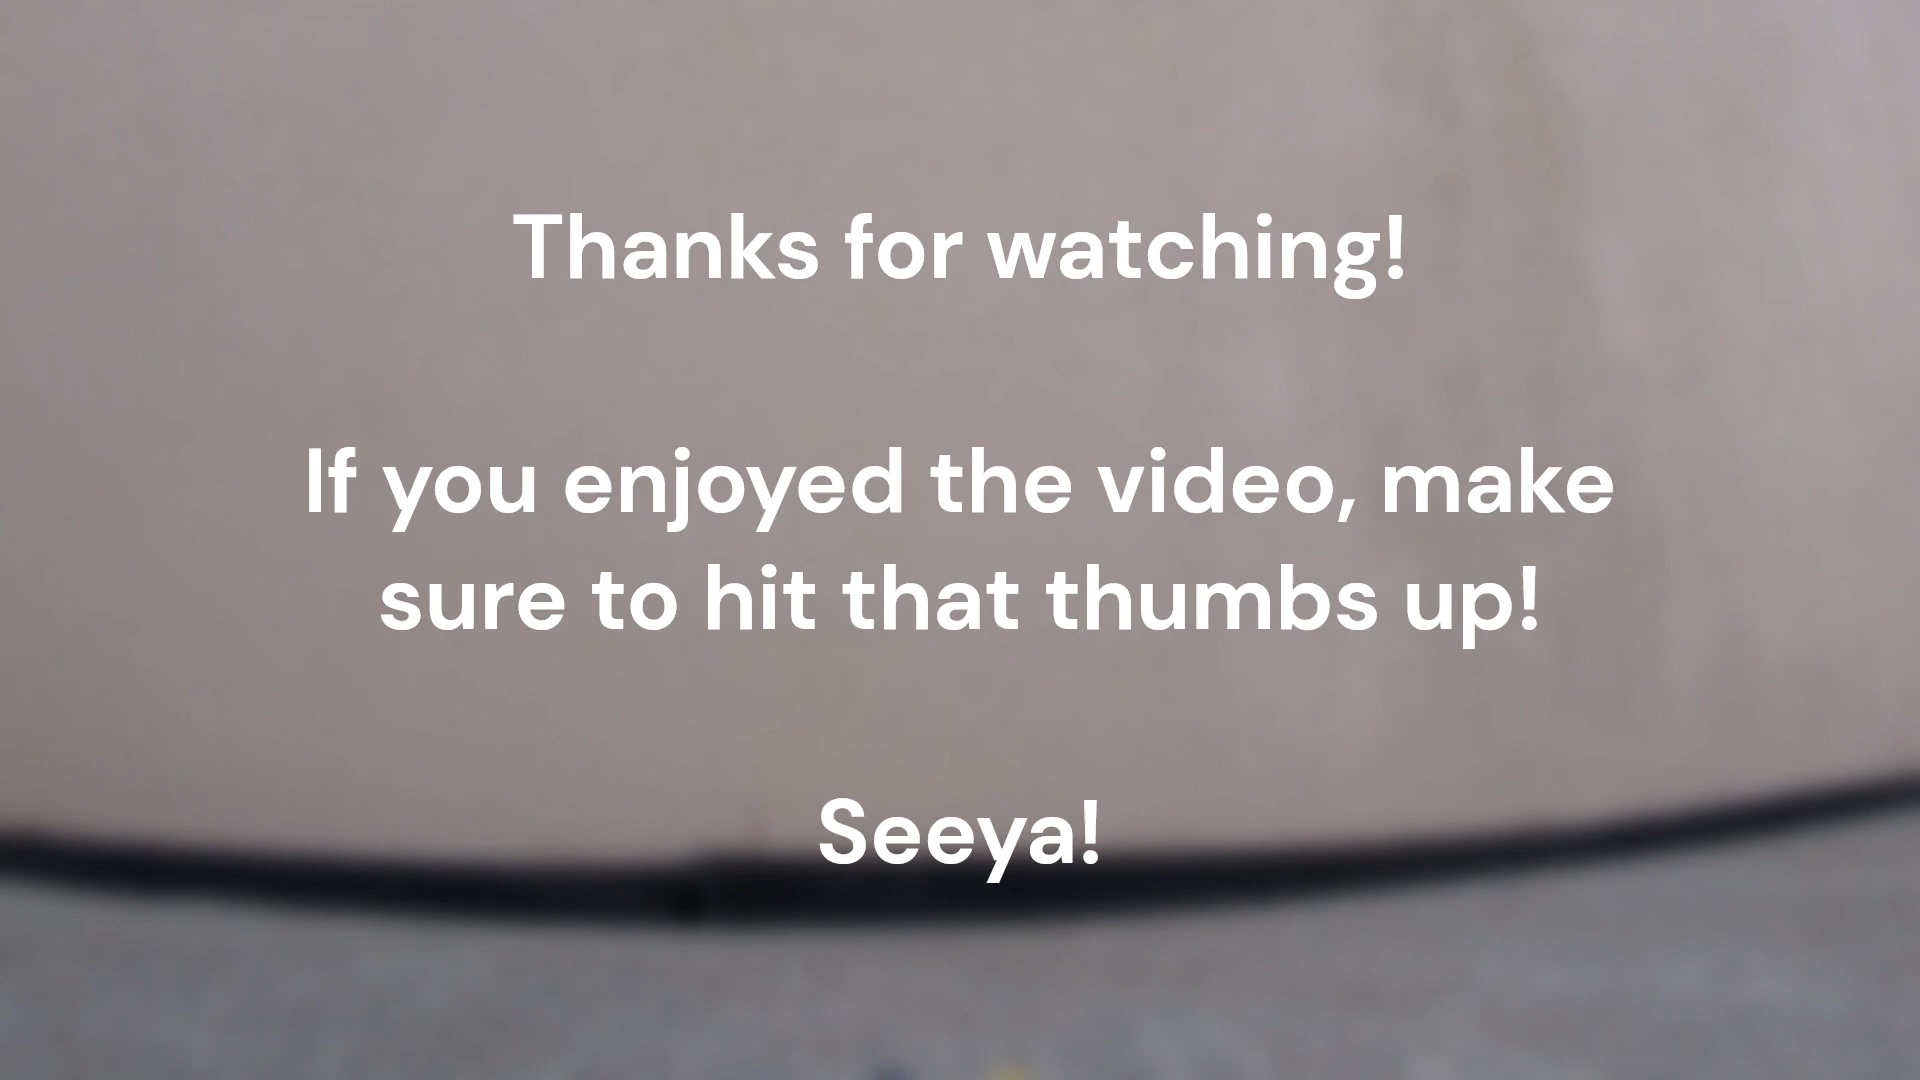 Thanks for watching!
If you enjoyed the video, make
sure to hit that thumbs up!
Seeya!